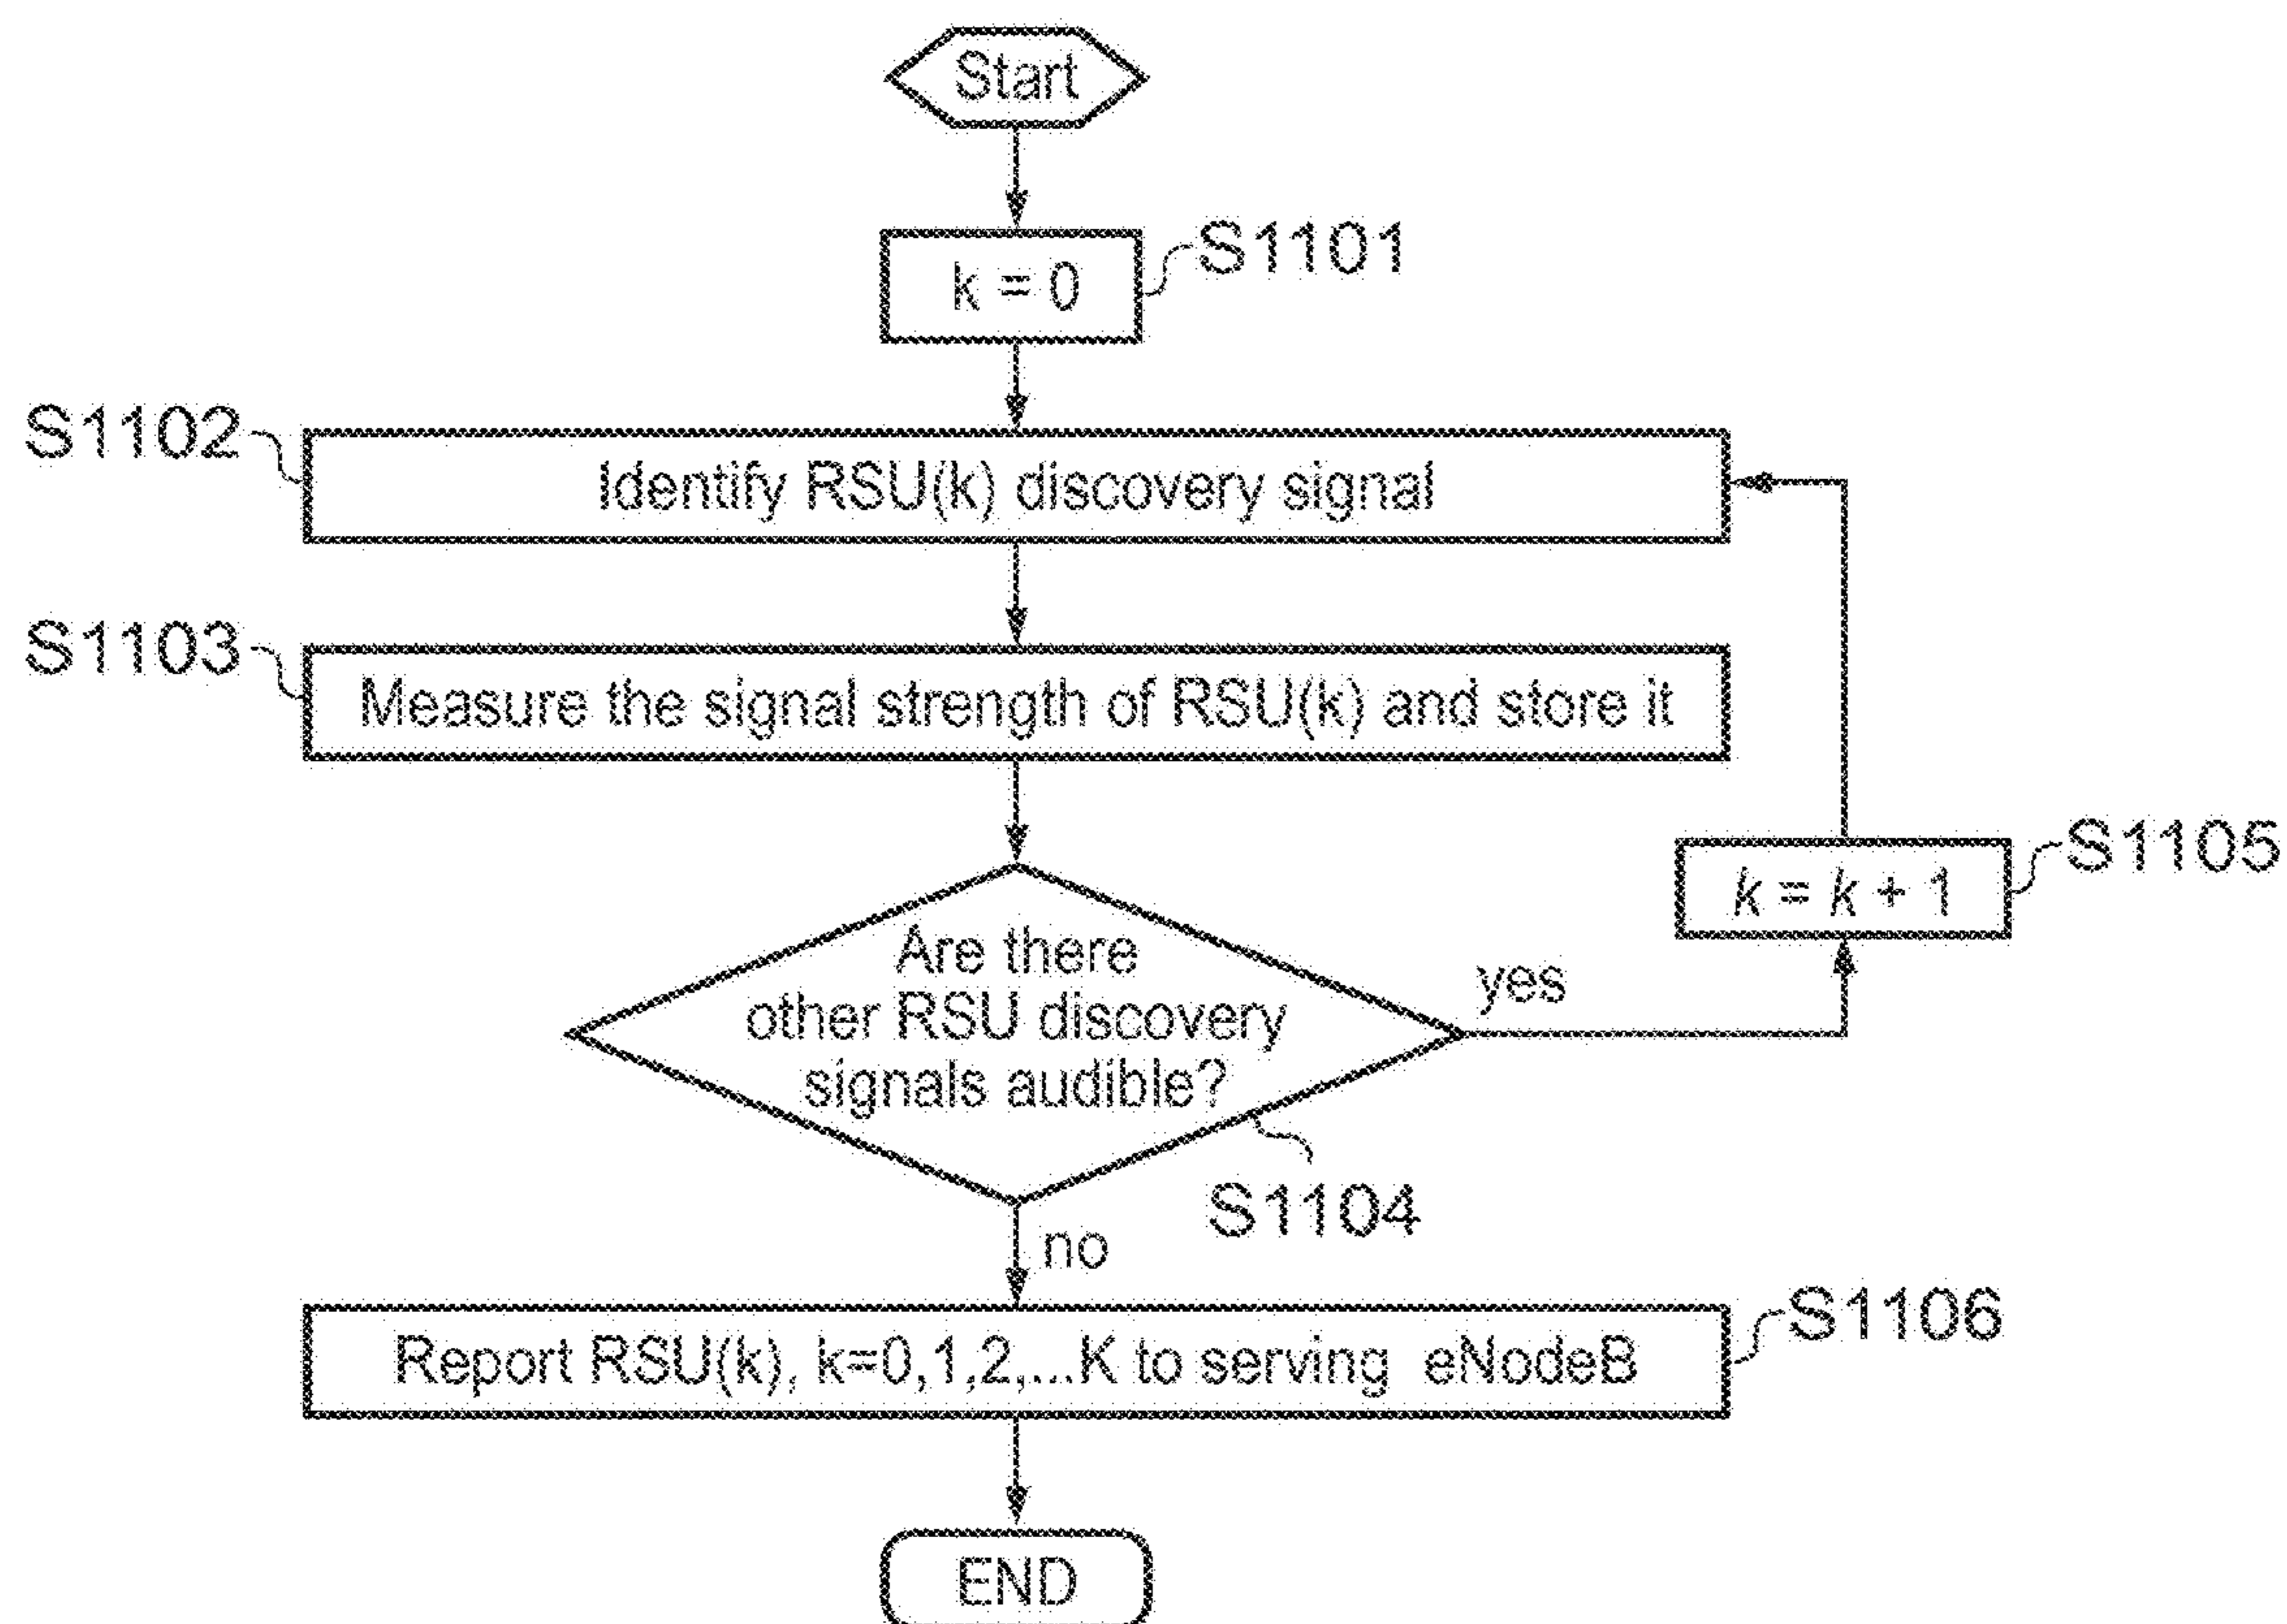 Start
k = 0
S1101
S1102
Identify RSU(k) discovery signal
S1103
Measure the signal strength of RSU(k) and store it
S1105
k = k + 1
Are there
other RSU discovery
signals audible?
yes
S1104
no
S1106
Report RSU(k), k=0,1,2,...K to serving eNodeB
END